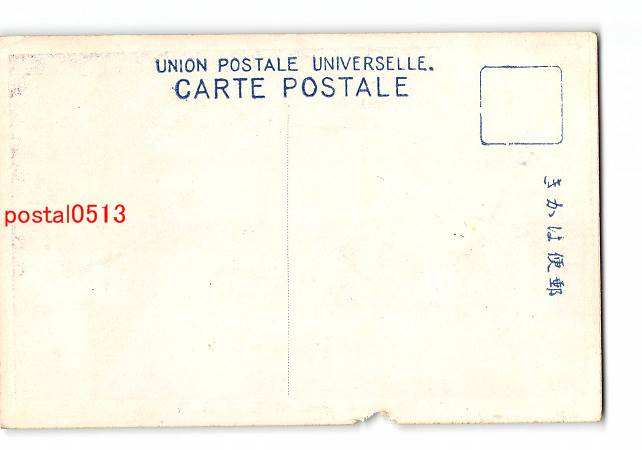 UNION POSTALE UNIVERSELLE.
CARTE POSTALE
きかは便郵
postal0513